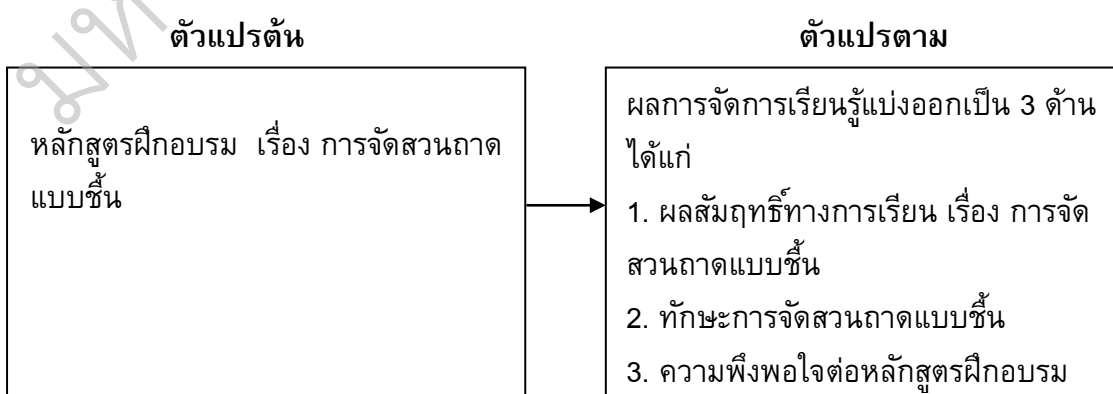 ตัวแปรต้น
ตัวแปรตาม
หลักสูตรฝึกอบรม เรื่อง การจัดสวนถาด
แบบชื้น
ผลการจัดการเรียนรู้แบ่งออกเป็น 3 ด้าน
ได้แก่
1. ผลสัมฤทธิ์ทางการเรียน เรื่อง การจัด
สวนถาดแบบชื้น
2. ทักษะการจัดสวนถาดแบบชื้น
3. ความพึงพอใจต่อหลักสูตรฝึกอบรม